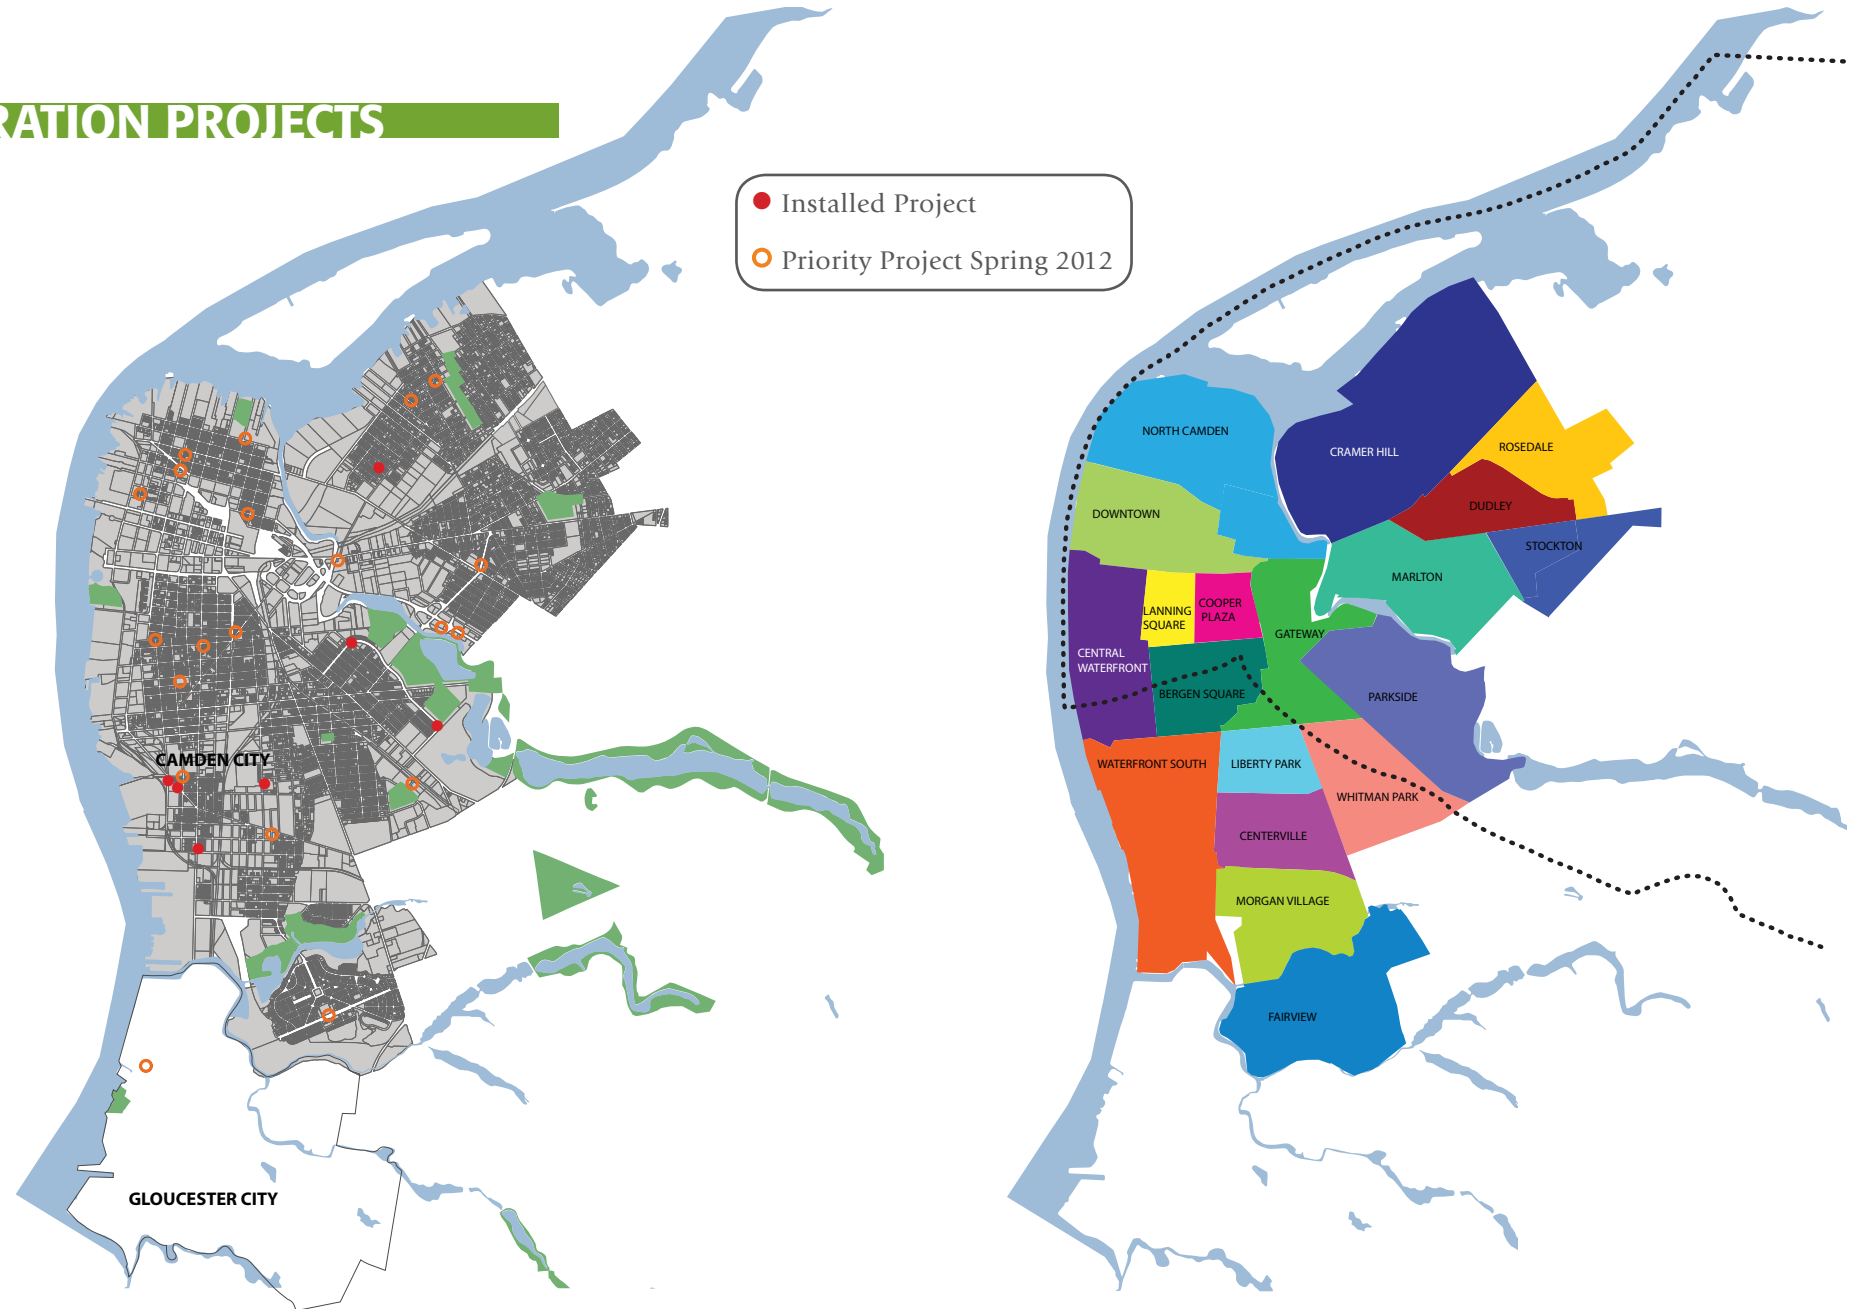 RATION PROJECTS
Installed Project
Priority Project Spring 2012
CAMDEN CITY
GLOUCESTER CITY
NORTH CAMDEN
CRAMER HILL
ROSEDALE
DUDLEY
DOWNTOWN
STOCKTON
MARLTON
LANNING
SQUARE
COOPER
PLAZA
GATEWAY
CENTRAL
WATERFRONT
BERGEN SQUARE
PARKSIDE
WATERFRONT SOUTH
LIBERTY PARK
WHITMAN PARK
CENTERVILLE
MORGAN VILLAGE
FAIRVIEW